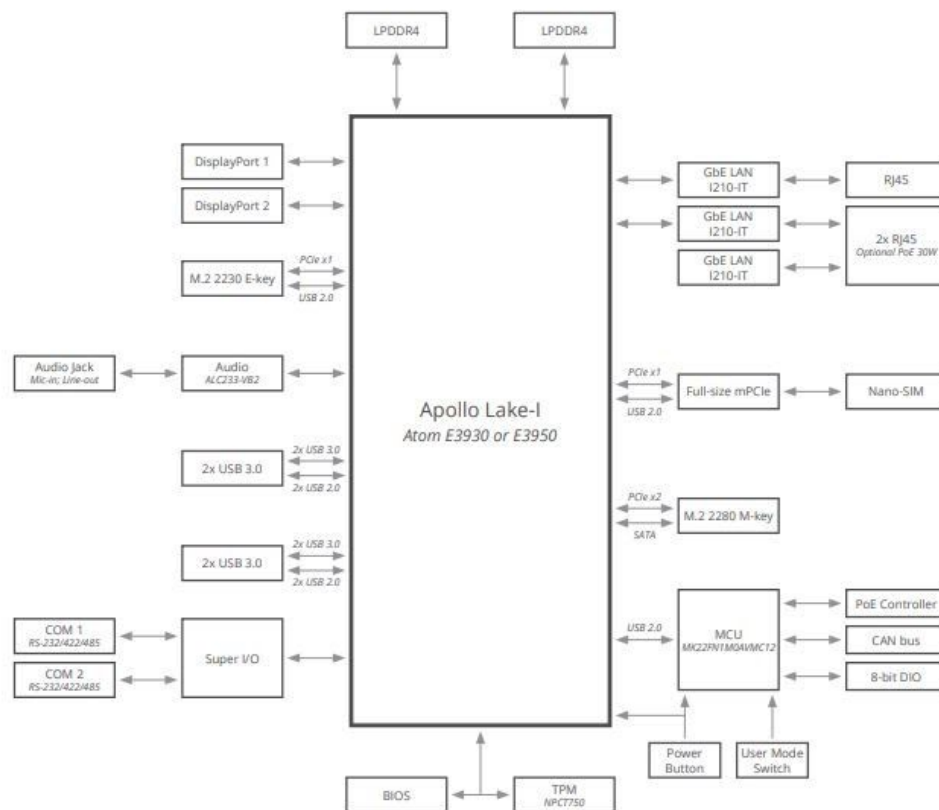 LPDDR4
LPDDR4
DisplayPort 1
DisplayPort 2
M.2 2230 E-key
PCIe x1
USB 2.0
Audio Jack
Mic-in; Line-out
Audio
ALC233-VB2
2x USB 3.0
2x USB 3.0
2x USB 2.0
2x USB 3.0
2x USB 3.0
2x USB 2.0
COM 1
RS-232/422/485
COM 2
RS-232/422/485
Super I/O
Apollo Lake-I
Atom E3930 or E3950
GbE LAN
I210-IT
RJ45
GbE LAN
I210-IT
GbE LAN
I210-IT
2x RJ45
Optional PoE 30W
PCIe x1
USB 2.0
Full-size mPCIe
Nano-SIM
PCIe x2
SATA
M.2 2280 M-key
USB 2.0
MCU
MK22FN1M0AVMC12
PoE Controller
CAN bus
8-bit DIO
Power
Button
User Mode
Switch
BIOS
TPM
NPCT750